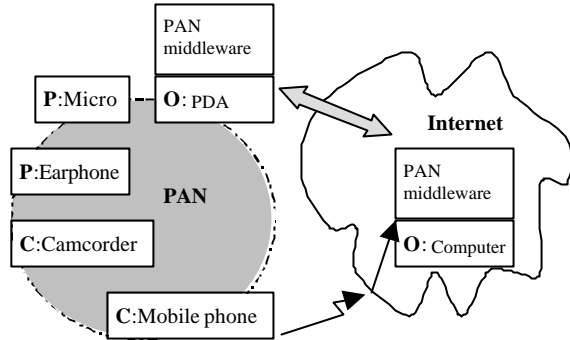 PAN
middleware
P:Micro
O: PDA
Internet
P:Earphone
PAN
PAN
middleware
C:Camcorder
O: Computer
C:Mobile phone